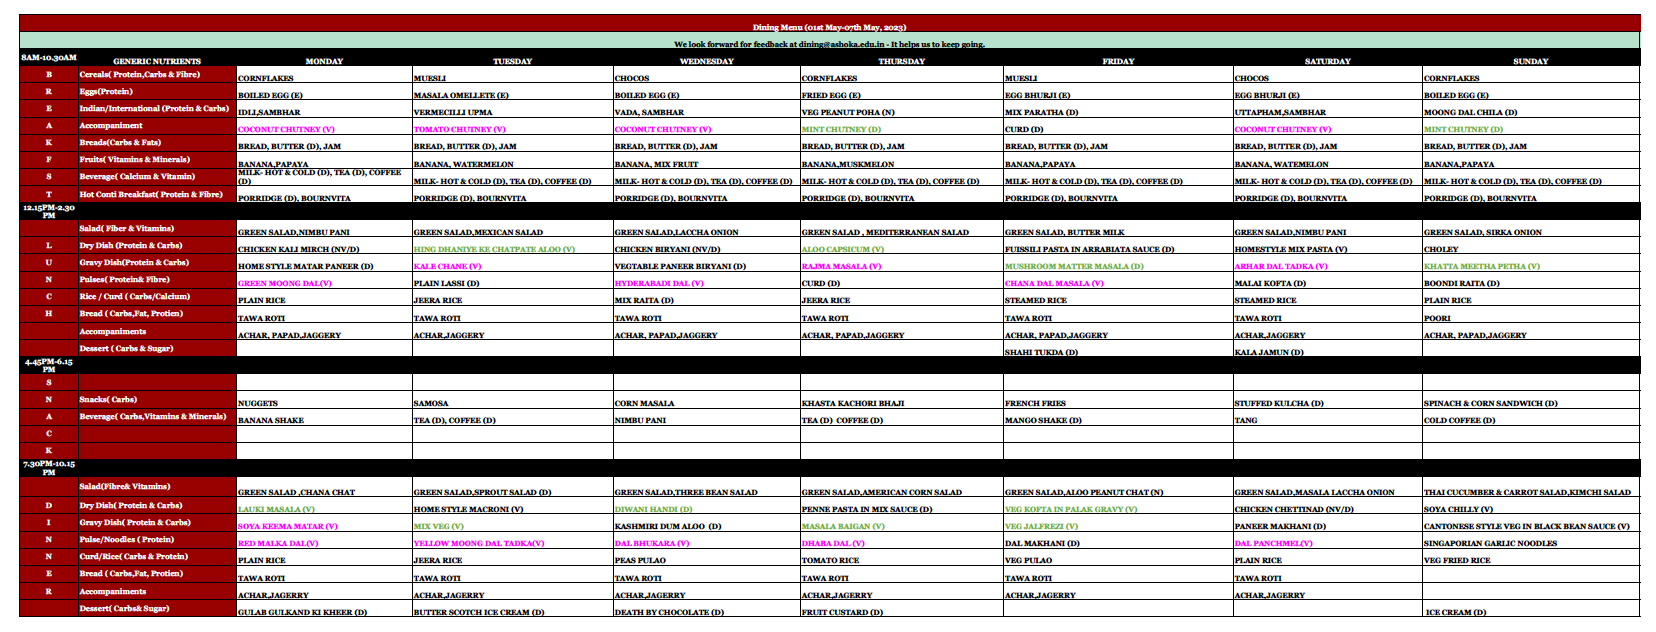 Dining Menu (01st May-07th May, 2023)
We look forward for feedback at dining@ashoka.edu.in - It helps us to keep going.
8AM-10.30AM GENERIC NUTRIENTS MONDAY TUESDAY WEDNESDAY THURSDAY FRIDAY SATURDAY SUNDAY
B Cereals( Protein,Carbs & Fibre) CORNFLAKES MUESLI CHOCOS CORNFLAKES MUESLI CHOCOS CORNFLAKES
R Eggs(Protein) BOILED EGG (E) MASALA OMELLETE (E) BOILED EGG (E) FRIED EGG (E) EGG BHURJI (E) EGG BHURJI (E) BOILED EGG (E)
E Indian/International (Protein & Carbs) IDLI,SAMBHAR VERMECILLI UPMA VADA, SAMBHAR VEG PEANUT POHA (N) MIX PARATHA (D) UTTAPHAM,SAMBHAR MOONG DAL CHILA (D)
A Accompaniment COCONUT CHUTNEY (V) TOMATO CHUTNEY (V) COCONUT CHUTNEY (V) MINT CHUTNEY (D) CURD (D) COCONUT CHUTNEY (V) MINT CHUTNEY (D)
K Breads(Carbs & Fats) BREAD, BUTTER (D), JAM BREAD, BUTTER (D), JAM BREAD, BUTTER (D), JAM BREAD, BUTTER (D), JAM BREAD, BUTTER (D), JAM BREAD, BUTTER (D), JAM BREAD, BUTTER (D), JAM
F Fruits( Vitamins & Minerals) BANANA,PAPAYA BANANA, WATERMELON BANANA, MIX FRUIT BANANA,MUSKMELON BANANA,PAPAYA BANANA, WATEMELON BANANA,PAPAYA
S Beverage( Calcium & Vitamin) MILK- HOT & COLD (D), TEA (D), COFFEE (D) MILK- HOT & COLD (D), TEA (D), COFFEE (D) MILK- HOT & COLD (D), TEA (D), COFFEE (D) MILK- HOT & COLD (D), TEA (D), COFFEE (D) MILK- HOT & COLD (D), TEA (D), COFFEE (D) MILK- HOT & COLD (D), TEA (D), COFFEE (D) MILK- HOT & COLD (D), TEA (D), COFFEE (D)
T Hot Conti Breakfast( Protein & Fibre) PORRIDGE (D), BOURNVITA PORRIDGE (D), BOURNVITA PORRIDGE (D), BOURNVITA PORRIDGE (D), BOURNVITA PORRIDGE (D), BOURNVITA PORRIDGE (D), BOURNVITA PORRIDGE (D), BOURNVITA
12.15PM-2.30
PM
Salad( Fiber & Vitamins) GREEN SALAD,NIMBU PANI GREEN SALAD,MEXICAN SALAD GREEN SALAD,LACCHA ONION GREEN SALAD , MEDITERRANEAN SALAD GREEN SALAD, BUTTER MILK GREEN SALAD,NIMBU PANI GREEN SALAD, SIRKA ONION
L Dry Dish (Protein & Carbs) CHICKEN KALI MIRCH (NV/D) HING DHANIYE KE CHATPATE ALOO (V) CHICKEN BIRYANI (NV/D) ALOO CAPSICUM (V) FUISSILI PASTA IN ARRABIATA SAUCE (D) HOMESTYLE MIX PASTA (V) CHOLEY
U Gravy Dish(Protein & Carbs) HOME STYLE MATAR PANEER (D) KALE CHANE (V) VEGTABLE PANEER BIRYANI (D) RAJMA MASALA (V) MUSHROOM MATTER MASALA (D) ARHAR DAL TADKA (V) KHATTA MEETHA PETHA (V)
N Pulses( Protein& Fibre) GREEN MOONG DAL(V) PLAIN LASSI (D) HYDERABADI DAL (V) CURD (D) CHANA DAL MASALA (V) MALAI KOFTA (D) BOONDI RAITA (D)
C Rice / Curd ( Carbs/Calcium) PLAIN RICE JEERA RICE MIX RAITA (D) JEERA RICE STEAMED RICE STEAMED RICE PLAIN RICE
H Bread ( Carbs,Fat, Protien) TAWA ROTI TAWA ROTI TAWA ROTI TAWA ROTI TAWA ROTI TAWA ROTI POORI
Accompaniments ACHAR, PAPAD,JAGGERY ACHAR,JAGGERY ACHAR, PAPAD,JAGGERY ACHAR, PAPAD,JAGGERY ACHAR, PAPAD,JAGGERY ACHAR,JAGGERY ACHAR, PAPAD,JAGGERY
Dessert ( Carbs & Sugar) SHAHI TUKDA (D) KALA JAMUN (D)
4.45PM-6.15
PM
S
N Snacks( Carbs) NUGGETS SAMOSA CORN MASALA KHASTA KACHORI BHAJI FRENCH FRIES STUFFED KULCHA (D) SPINACH & CORN SANDWICH (D)
A Beverage( Carbs,Vitamins & Minerals) BANANA SHAKE TEA (D), COFFEE (D) NIMBU PANI TEA (D) COFFEE (D) MANGO SHAKE (D) TANG COLD COFFEE (D)
C
K
7.30PM-10.15
PM
Salad(Fibre& Vitamins) GREEN SALAD ,CHANA CHAT GREEN SALAD,SPROUT SALAD (D) GREEN SALAD,THREE BEAN SALAD GREEN SALAD,AMERICAN CORN SALAD GREEN SALAD,ALOO PEANUT CHAT (N) GREEN SALAD,MASALA LACCHA ONION THAI CUCUMBER & CARROT SALAD,KIMCHI SALAD
D Dry Dish( Protein & Carbs) LAUKI MASALA (V) HOME STYLE MACRONI (V) DIWANI HANDI (D) PENNE PASTA IN MIX SAUCE (D) VEG KOFTA IN PALAK GRAVY (V) CHICKEN CHETTINAD (NV/D) SOYA CHILLY (V)
I Gravy Dish( Protein & Carbs) SOYA KEEMA MATAR (V) MIX VEG (V) KASHMIRI DUM ALOO (D) MASALA BAIGAN (V) VEG JALFREZI (V) PANEER MAKHANI (D) CANTONESE STYLE VEG IN BLACK BEAN SAUCE (V)
N Pulse/Noodles ( Protein) RED MALKA DAL(V) YELLOW MOONG DAL TADKA(V) DAL BHUKARA (V) DHABA DAL (V) DAL MAKHANI (D) DAL PANCHMEL(V) SINGAPORIAN GARLIC NOODLES
N Curd/Rice( Carbs & Protein) PLAIN RICE JEERA RICE PEAS PULAO TOMATO RICE VEG PULAO PLAIN RICE VEG FRIED RICE
E Bread ( Carbs,Fat, Protien) TAWA ROTI TAWA ROTI TAWA ROTI TAWA ROTI TAWA ROTI TAWA ROTI
R Accompaniments ACHAR,JAGERRY ACHAR,JAGERRY ACHAR,JAGERRY ACHAR,JAGERRY ACHAR,JAGERRY ACHAR,JAGERRY
Dessert( Carbs& Sugar) GULAB GULKAND KI KHEER (D) BUTTER SCOTCH ICE CREAM (D) DEATH BY CHOCOLATE (D) FRUIT CUSTARD (D) ICE CREAM (D)